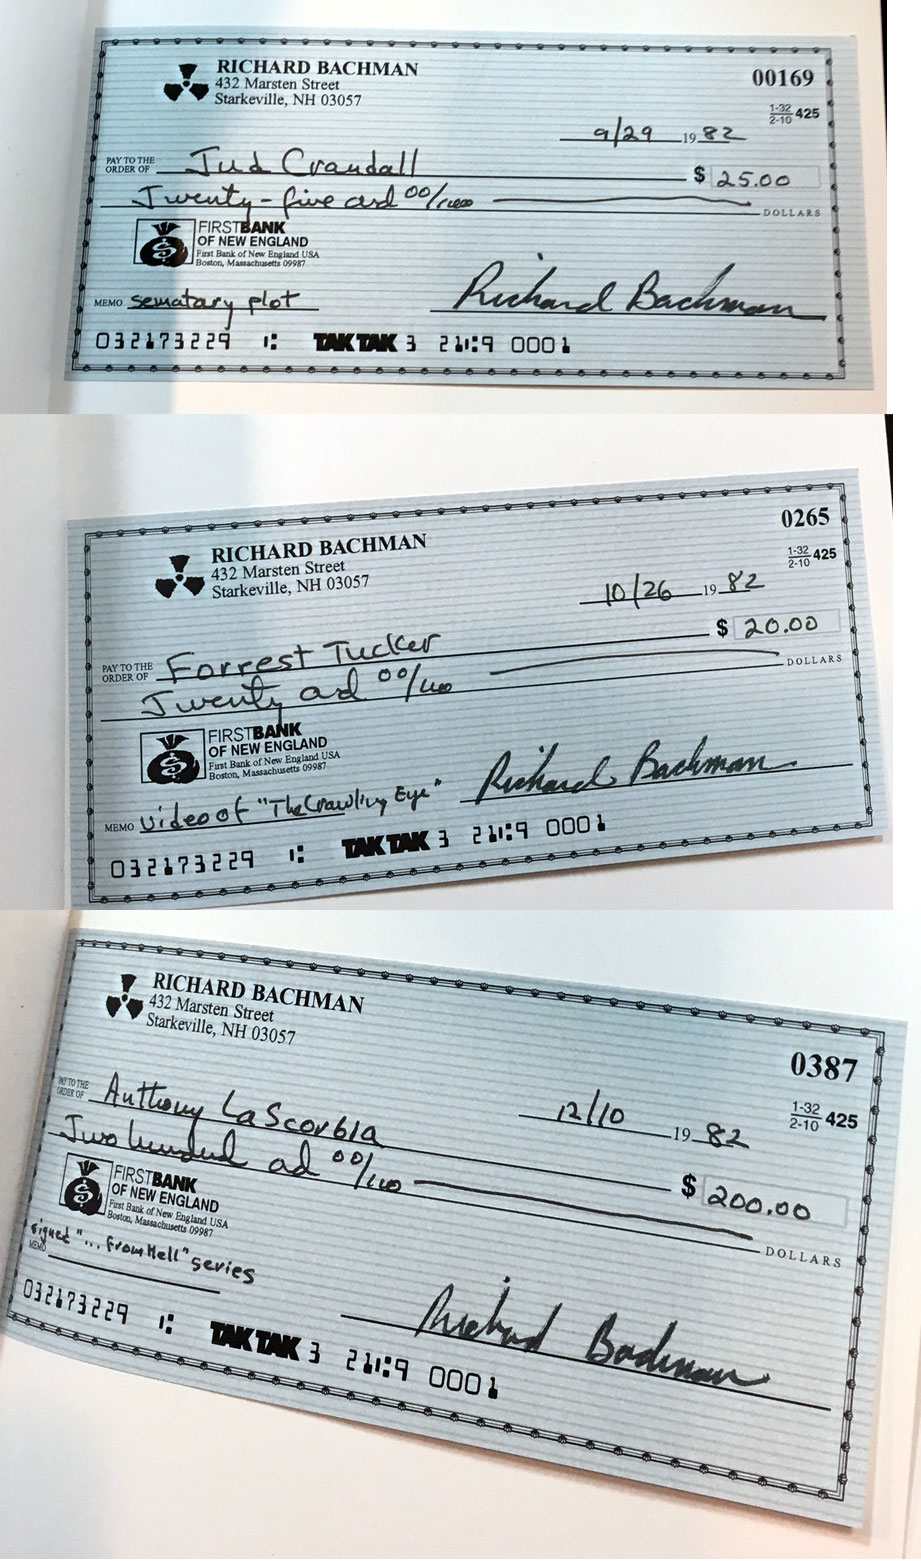 RICHARD BACHMAN
432 Marsten Street
Starkeville, NH 03057
00169
1-32
2-10 425
9/29 19 82
PAY TO THE
ORDER OF Jud Crandall $ 25.00
Twenty-five and 00/100 DOLLARS
FIRSTBANK
OF NEW ENGLAND
First Bank of New England USA
Boston, Massachusetts 09987
MEMO sematary plot Richard Bachman
032173229 TAK TAK 3 211:9 0001
RICHARD BACHMAN
432 Marsten Street
Starkeville, NH 03057
0265
1-32
2-10 425
10/26 19 82
PAY TO THE
ORDER OF Forrest Tucker $ 20.00
Twenty and 00/100 DOLLARS
FIRSTBANK
OF NEW ENGLAND
First Bank of New England USA
Boston, Massachusetts 09987
MEMO video of "The Crawling Eye" Richard Bachman
032173229 TAK TAK 3 211:9 0001
RICHARD BACHMAN
432 Marsten Street
Starkeville, NH 03057
0387
1-32
2-10 425
12/10 19 82
PAY TO THE
ORDER OF Anthony LaScorbia $ 200.00
Two hundred and 00/100 DOLLARS
FIRSTBANK
OF NEW ENGLAND
First Bank of New England USA
Boston, Massachusetts 09987
MEMO signed "...from Hell" series
Richard Bachman
032173229 TAK TAK 3 211:9 0001